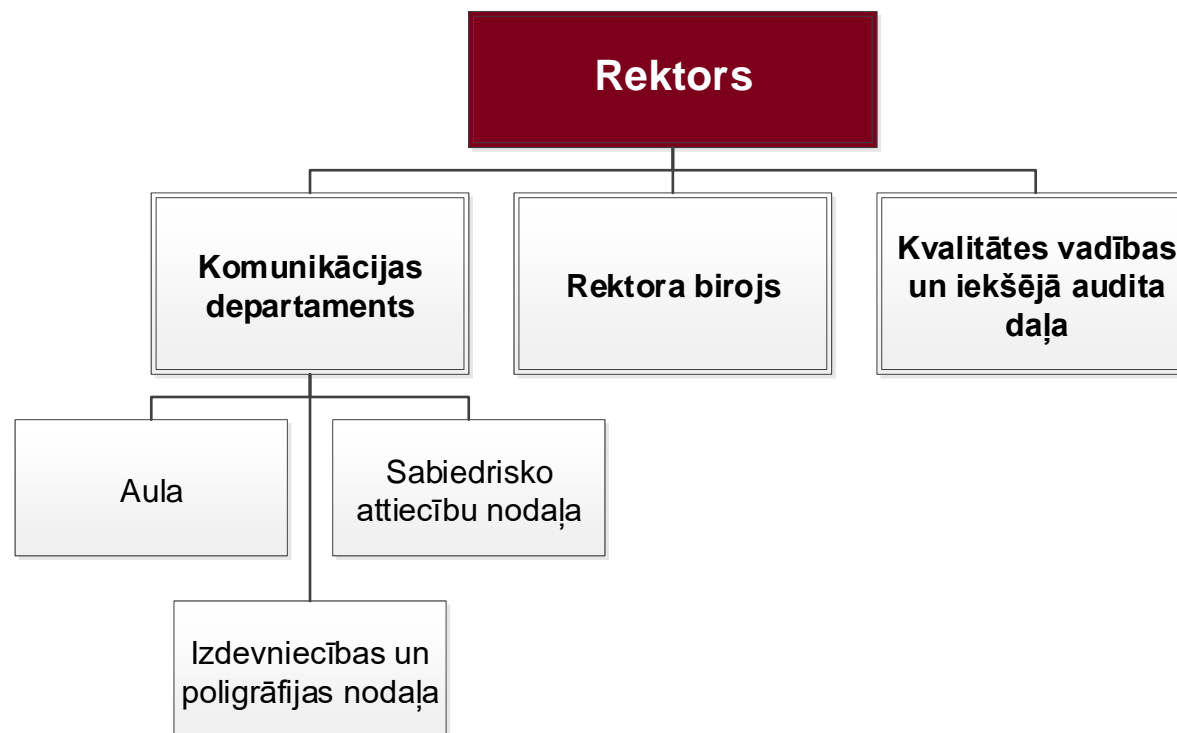 Rektors
Komunikācijas
departaments
Rektora birojs
Kvalitātes vadības
un iekšējā audita
daļa
Aula
Sabiedrisko
attiecību nodaļa
Izdevniecības un
poligrāfijas nodaļa